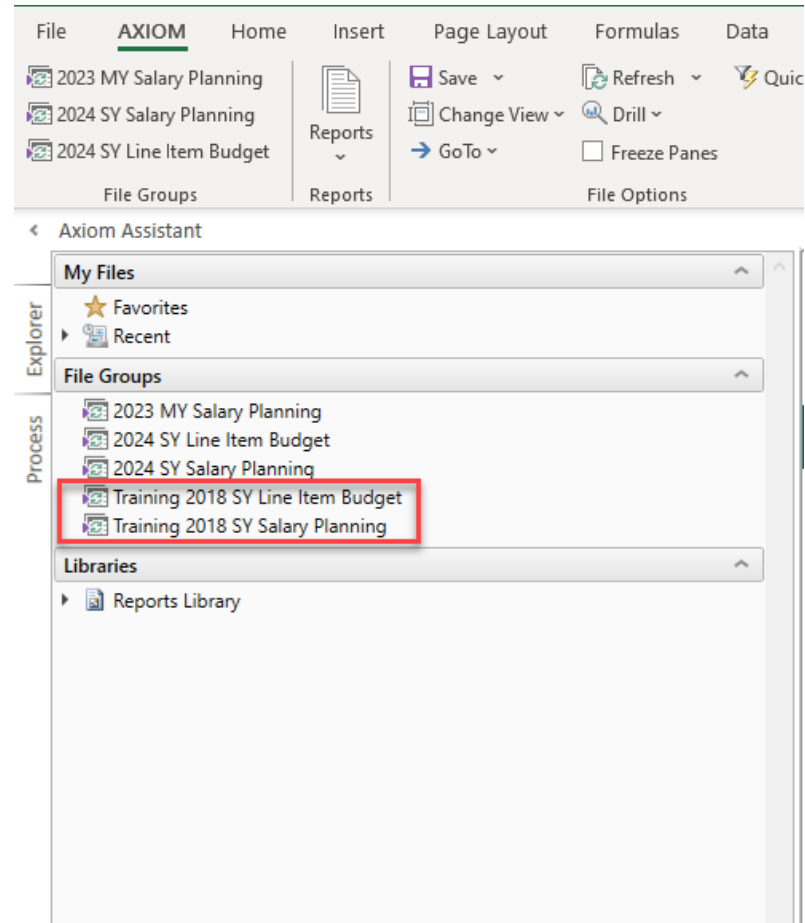 File AXIOM Home Insert Page Layout Formulas Data
2023 MY Salary Planning
2024 SY Salary Planning
2024 SY Line Item Budget
File Groups
Reports
Reports
Save
Change View
GoTo
Refresh
Drill
Freeze Panes
Quic
File Options
Axiom Assistant
Explorer
Process
My Files
Favorites
Recent
File Groups
2023 MY Salary Planning
2024 SY Line Item Budget
2024 SY Salary Planning
Training 2018 SY Line Item Budget
Training 2018 SY Salary Planning
Libraries
Reports Library